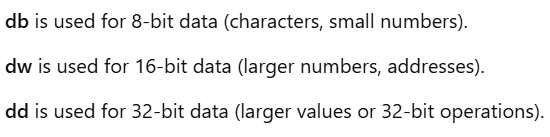 db is used for 8-bit data (characters, small numbers).
dw is used for 16-bit data (larger numbers, addresses).
dd is used for 32-bit data (larger values or 32-bit operations).